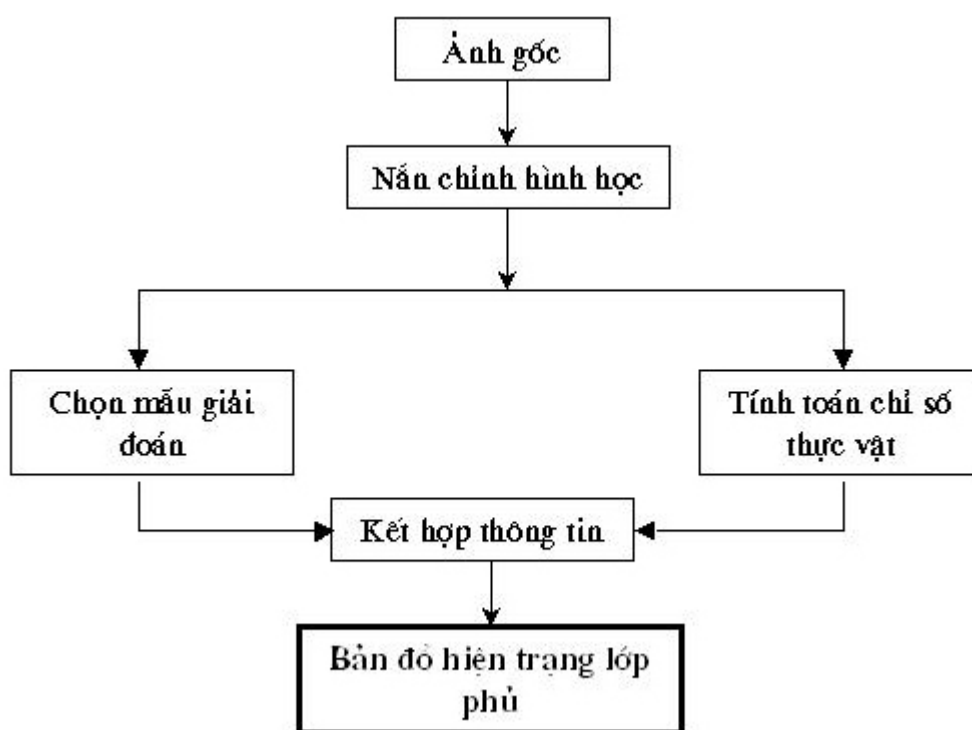 Ảnh gốc
Nắn chỉnh hình học
Chọn mẫu giải
đoán
Tính toán chỉ số
thực vật
Kết hợp thông tin
Bản đồ hiện trạng lớp
phủ